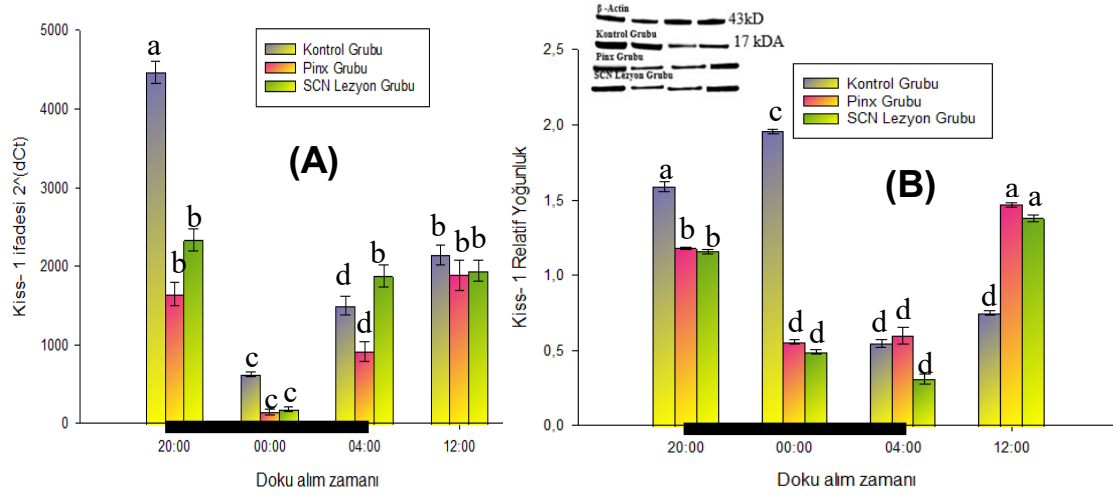 5000
4000
3000
2000
1000
0
Kiss- 1 ifadesi 2^(dCt)
Kontrol Grubu
Pinx Grubu
SCN Lezyon Grubu
(A)
a
b
b
c
c
c
d
d
b
b
b
b
20:00
00:00
04:00
12:00
Doku alım zamanı
β -Actin
43kD
Kontrol Grubu
17 kDA
Pinx Grubu
SCN Lezyon Grubu
2,5
2,0
1,5
1,0
0,5
0,0
Kiss- 1 Relatif Yoğunluk
Kontrol Grubu
Pinx Grubu
SCN Lezyon Grubu
(B)
a
b
b
c
d
d
d
d
d
d
a
a
20:00
00:00
04:00
12:00
Doku alım zamanı